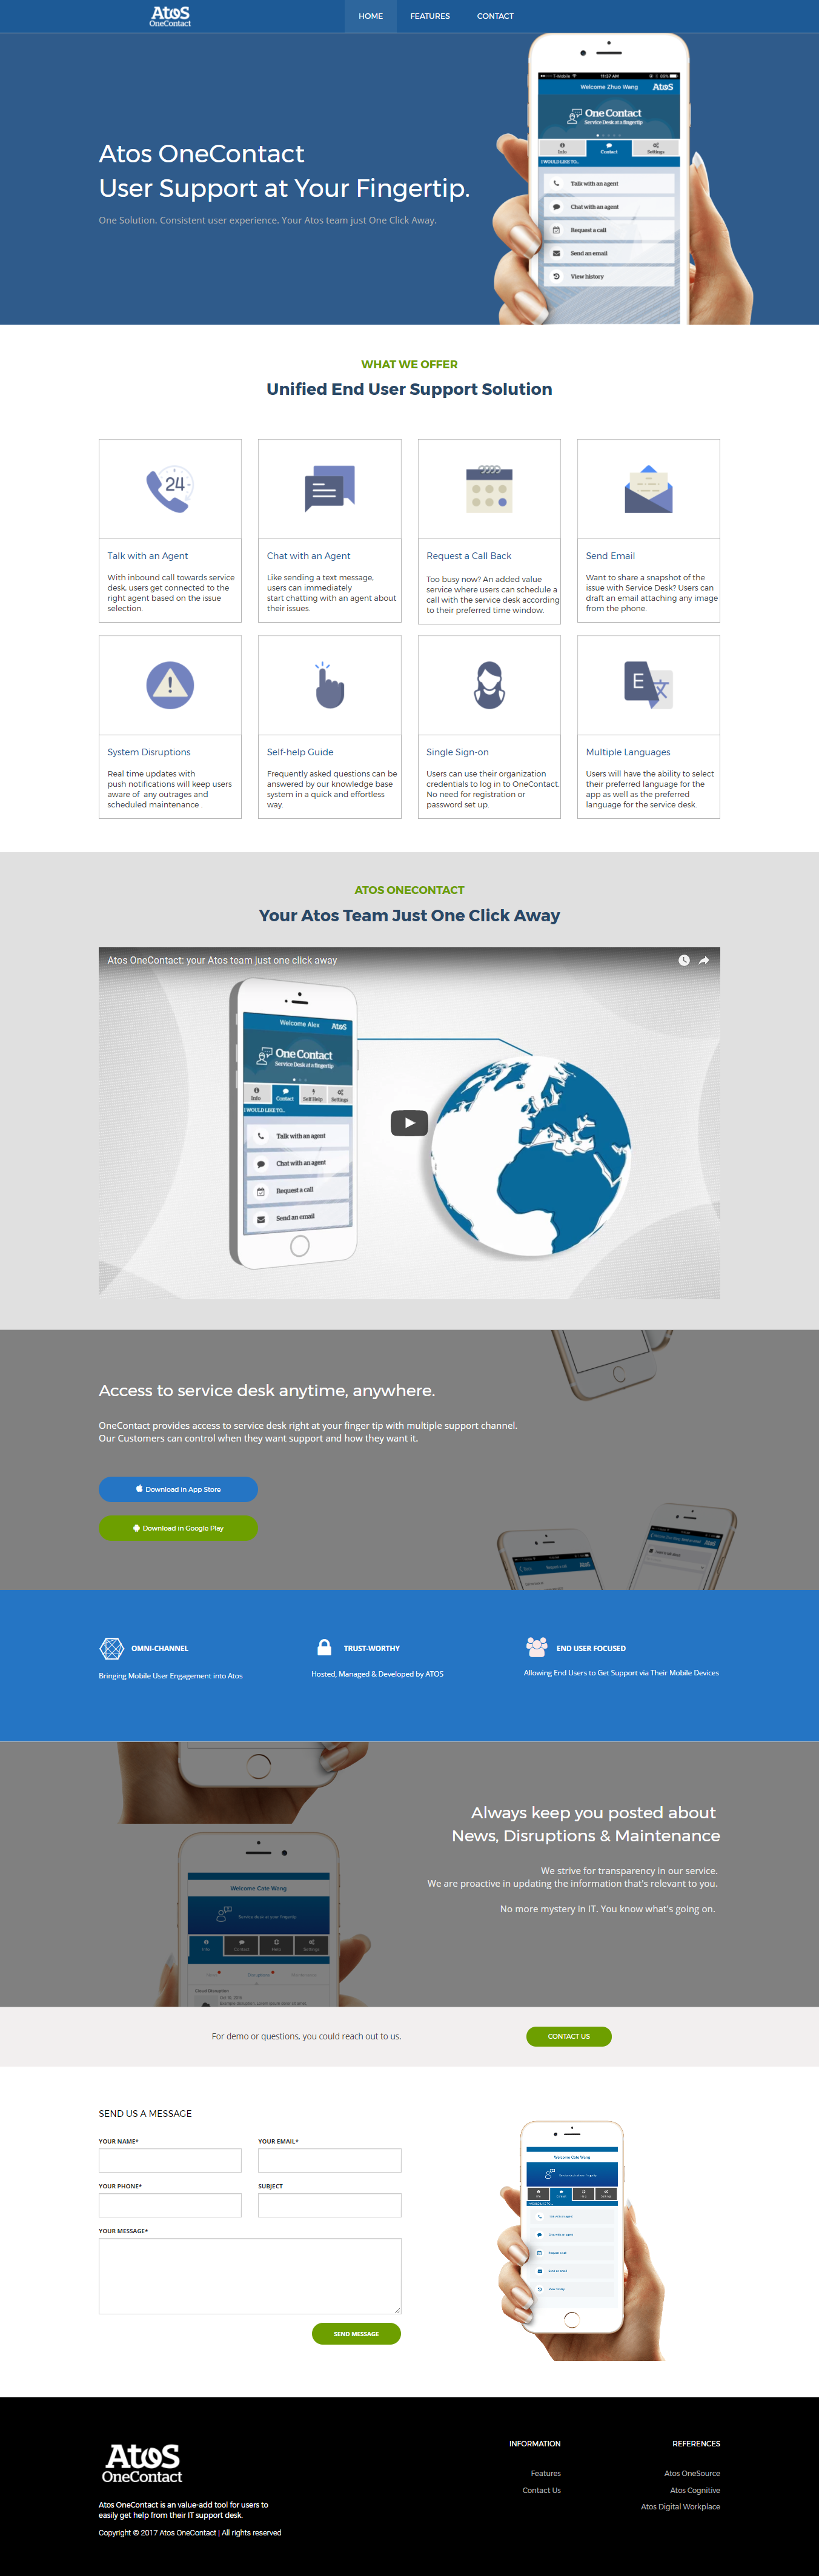 Atos
OneContact
HOME
FEATURES
CONTACT
T-Mobile
11:37 AM
Welcome Zhuo Wang
Atos
One Contact
Service Desk at a fingertip
Info
Contact
Settings
I WOULD LIKE TO...
Talk with an agent
Chat with an agent
Request a call
Send an email
View history
Atos OneContact
User Support at Your Fingertip.
One Solution. Consistent user experience. Your Atos team just One Click Away.
WHAT WE OFFER
Unified End User Support Solution
24
Talk with an Agent
With inbound call towards service
desk, users get connected to the
right agent based on the issue
selection.
Chat with an Agent
Like sending a text message,
users can immediately
start chatting with an agent about
their issues.
Request a Call Back
Too busy now? An added value
service where users can schedule a
call with the service desk according
to their preferred time window.
Send Email
Want to share a snapshot of the
issue with Service Desk? Users can
draft an email attaching any image
from the phone.
E
文
System Disruptions
Real time updates with
push notifications will keep users
aware of  any outrages and
scheduled maintenance .
Self-help Guide
Frequently asked questions can be
answered by our knowledge base
system in a quick and effortless
way.
Single Sign-on
Users can use their organization
credentials to log in to OneContact.
No need for registration or
password set up.
Multiple Languages
Users will have the ability to select
their preferred language for the
app as well as the preferred
language for the service desk.
ATOS ONECONTACT
Your Atos Team Just One Click Away
Atos OneContact: your Atos team just one click away
Welcome Alex
Atos
One Contact
Service Desk at a fingertip
Info
Contact
Self Help
Settings
I WOULD LIKE TO...
Talk with an agent
Chat with an agent
Request a call
Send an email
Access to service desk anytime, anywhere.
OneContact provides access to service desk right at your finger tip with multiple support channel.
Our Customers can control when they want support and how they want it.
Download in App Store
Download in Google Play
OMNI-CHANNEL
Bringing Mobile User Engagement into Atos
TRUST-WORTHY
Hosted, Managed & Developed by ATOS
END USER FOCUSED
Allowing End Users to Get Support via Their Mobile Devices
Always keep you posted about
News, Disruptions & Maintenance
We strive for transparency in our service.
We are proactive in updating the information that's relevant to you.
No more mystery in IT. You know what's going on.
Welcome Cate Wang
Service desk at your fingertip
Info
Contact
Help
Settings
For demo or questions, you could reach out to us.
CONTACT US
SEND US A MESSAGE
YOUR NAME*
YOUR EMAIL*
YOUR PHONE*
SUBJECT
YOUR MESSAGE*
SEND MESSAGE
Welcome Cate Wang
Atos
OneContact
Atos OneContact is an value-add tool for users to
easily get help from their IT support desk.
Copyright © 2017 Atos OneContact | All rights reserved
INFORMATION
Features
Contact Us
REFERENCES
Atos OneSource
Atos Cognitive
Atos Digital Workplace